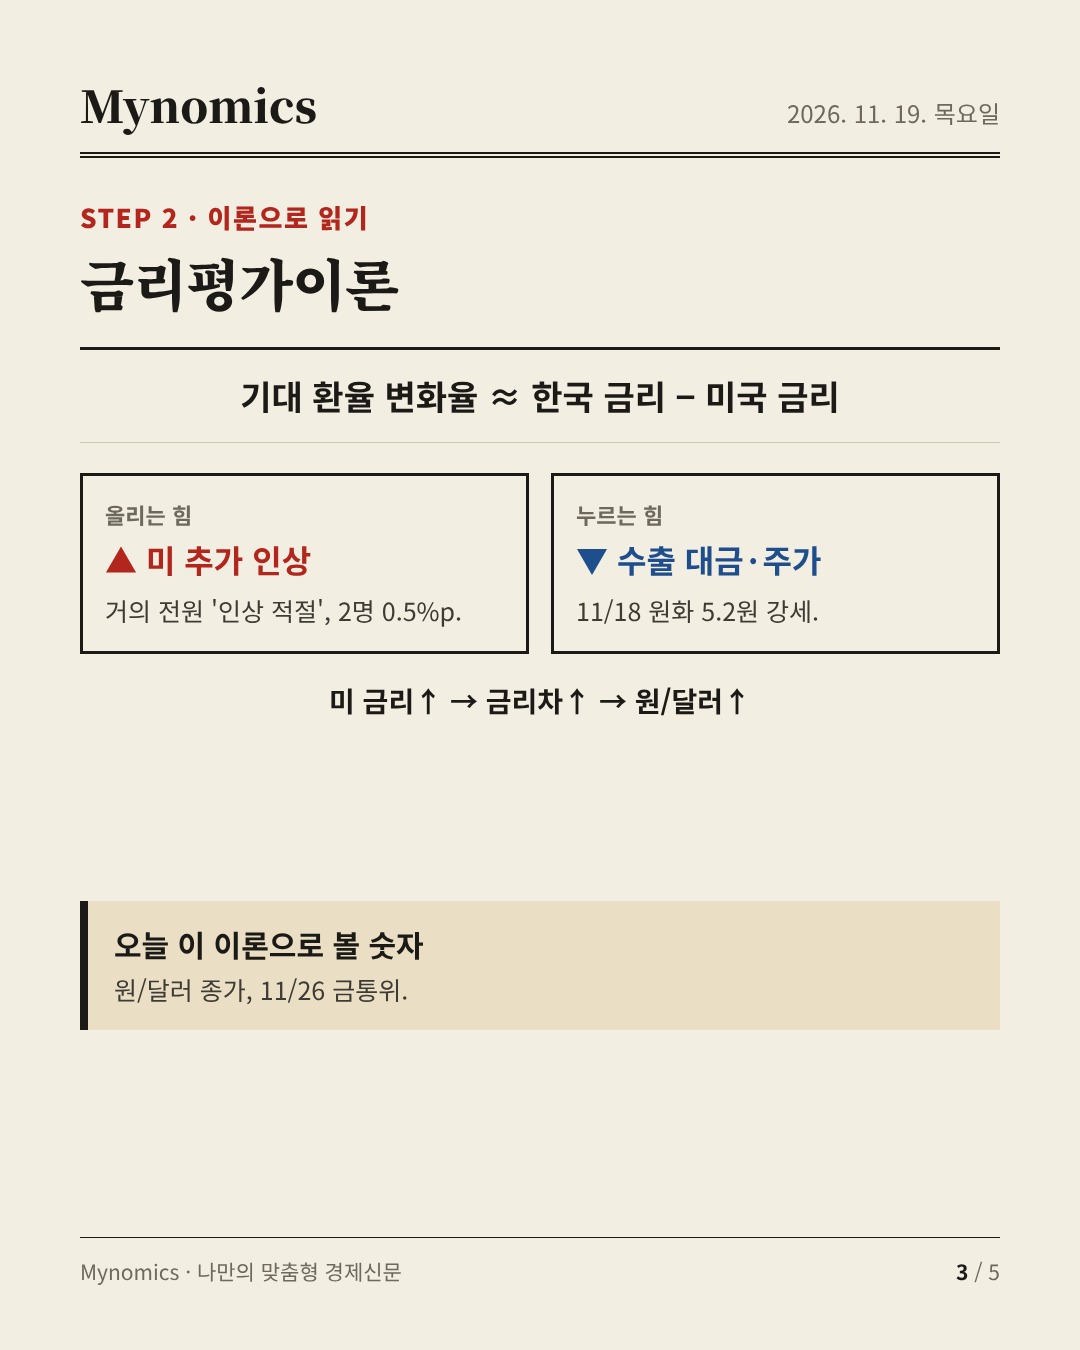 Mynomics
2026. 11. 19. 목요일
STEP 2 · 이론으로 읽기
금리평가이론
기대 환율 변화율 ≈ 한국 금리 − 미국 금리
올리는 힘
▲ 미 추가 인상
거의 전원 '인상 적절', 2명 0.5%p.
누르는 힘
▼ 수출 대금·주가
11/18 원화 5.2원 강세.
미 금리↑ → 금리차↑ → 원/달러↑
오늘 이 이론으로 볼 숫자
원/달러 종가, 11/26 금통위.
Mynomics · 나만의 맞춤형 경제신문
3 / 5